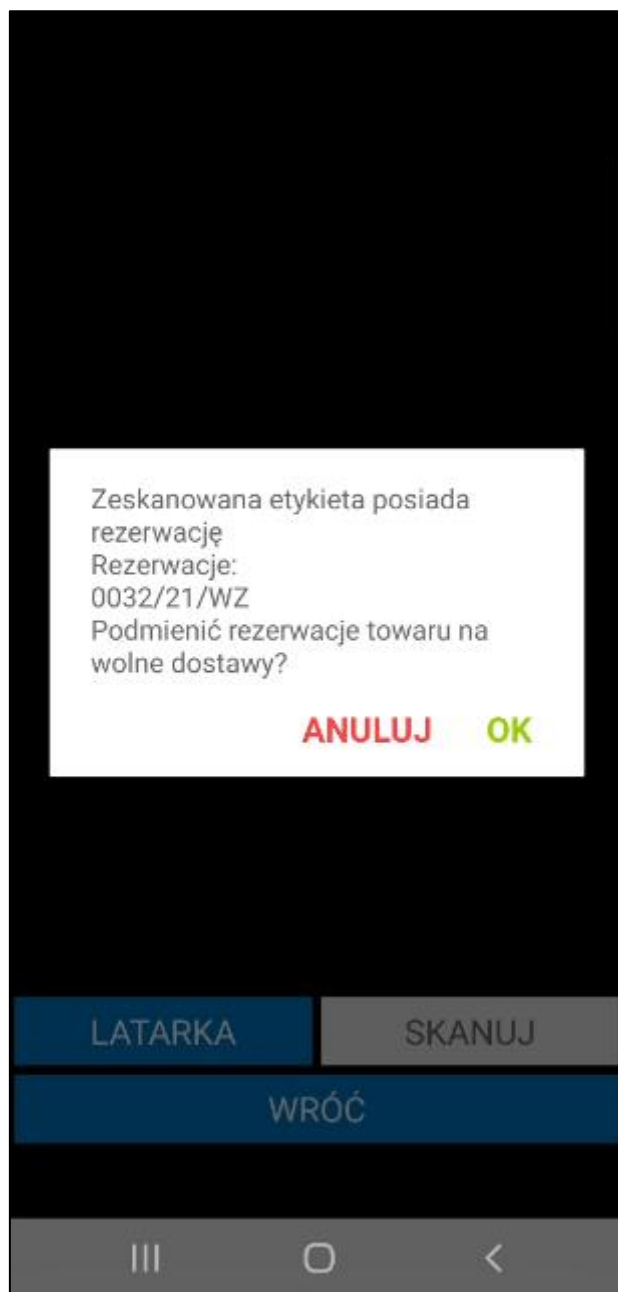 Zeskanowana etykieta posiada
rezerwację
Rezerwacje:
0032/21/WZ
Podmienić rezerwacje towaru na
wolne dostawy?
ANULUJ OK
LATARKA SKANUJ
WRÓĆ